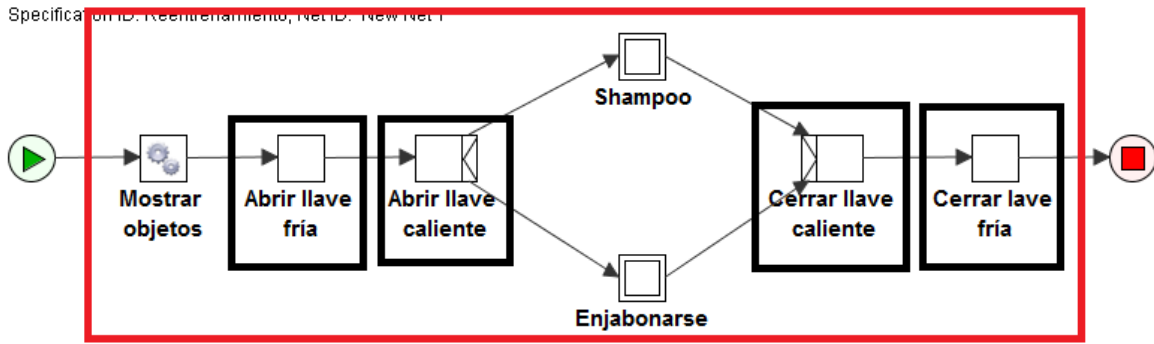 Specification ID: Reentrenamiento, Net ID: New Net 1
Shampoo
Mostrar
objetos
Abrir llave
fría
Abrir llave
caliente
Cerrar llave
caliente
Cerrar lave
fría
Enjabonarse